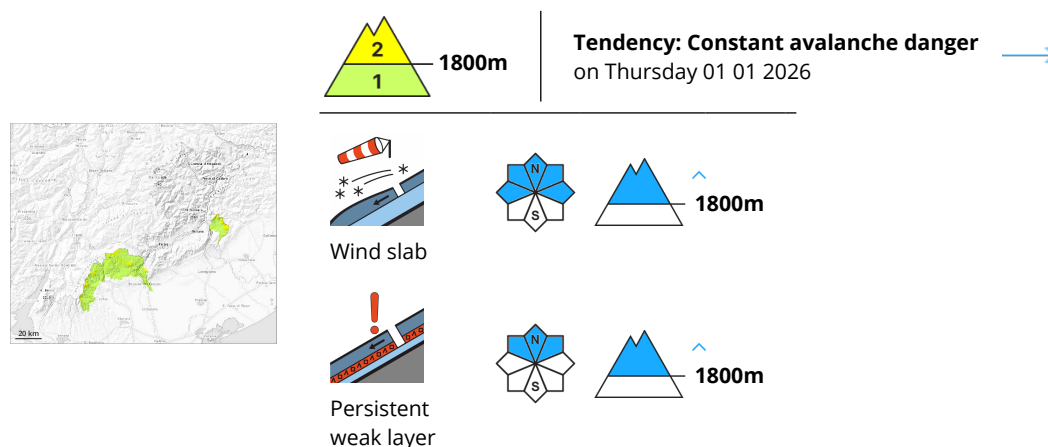 2
1
1800m
Tendency: Constant avalanche danger
on Thursday 01 01 2026
20 km
N
S
1800m
Wind slab
N
S
1800m
Persistent
weak layer